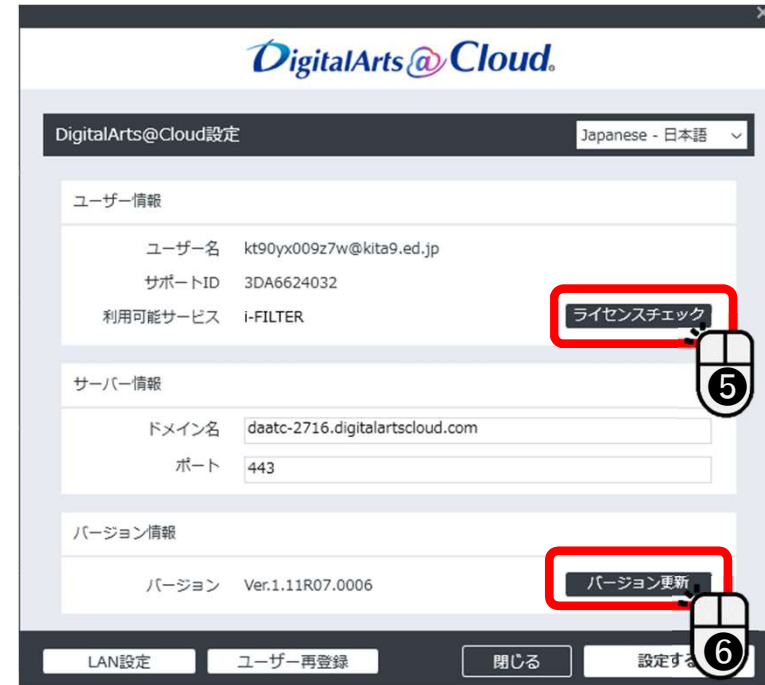 ×
DigitalArts@Cloud.
DigitalArts@Cloud設定
Japanese - 日本語
ユーザー情報
ユーザー名 kt90yx009z7w@kita9.ed.jp
サポートID 3DA6624032
利用可能サービス i-FILTER
ライセンスチェック
❺
サーバー情報
ドメイン名 daatc-2716.digitalartscloud.com
ポート 443
バージョン情報
バージョン Ver.1.11R07.0006
バージョン更新
❻
LAN設定 ユーザー再登録 閉じる 設定する